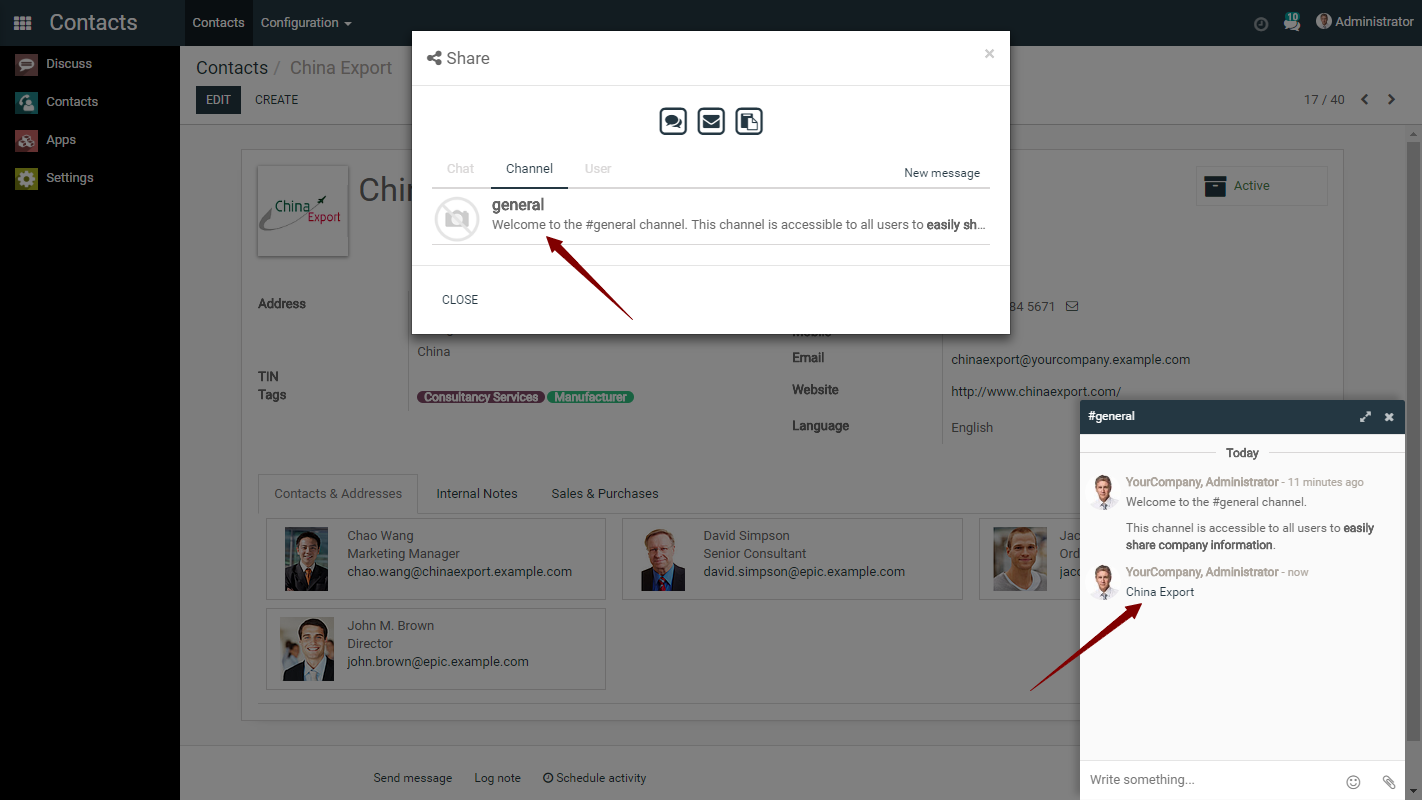 Contacts
Contacts
Configuration
10
Administrator
Discuss
Contacts
Apps
Settings
Contacts / China Export
EDIT
CREATE
17 / 40
Share
×
Chat
Channel
User
New message
general
Welcome to the #general channel. This channel is accessible to all users to easily sh...
CLOSE
China
Export
Chin
Active
Address
84 5671
China
TIN
Tags
Consultancy Services
Manufacturer
Mobile
Email
chinaexport@yourcompany.example.com
Website
http://www.chinaexport.com/
Language
English
Contacts & Addresses
Internal Notes
Sales & Purchases
Chao Wang
Marketing Manager
chao.wang@chinaexport.example.com
David Simpson
Senior Consultant
david.simpson@epic.example.com
Jac
Ord
jaco
John M. Brown
Director
john.brown@epic.example.com
Send message
Log note
Schedule activity
#general
Today
YourCompany, Administrator - 11 minutes ago
Welcome to the #general channel.
This channel is accessible to all users to easily
share company information.
YourCompany, Administrator - now
China Export
Write something...